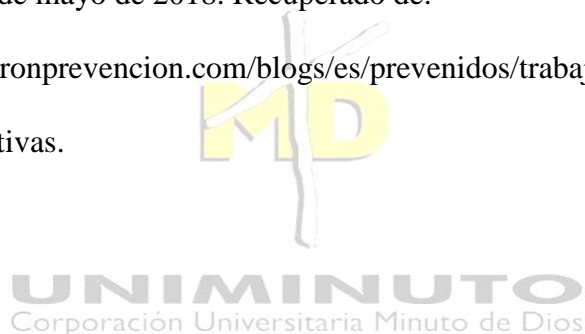 de mayo de 2018. Recuperado de:
ronprevencion.com/blogs/es/prevenidos/trabaj
tivas.
MD
UNIMINUTO
Corporación Universitaria Minuto de Dios